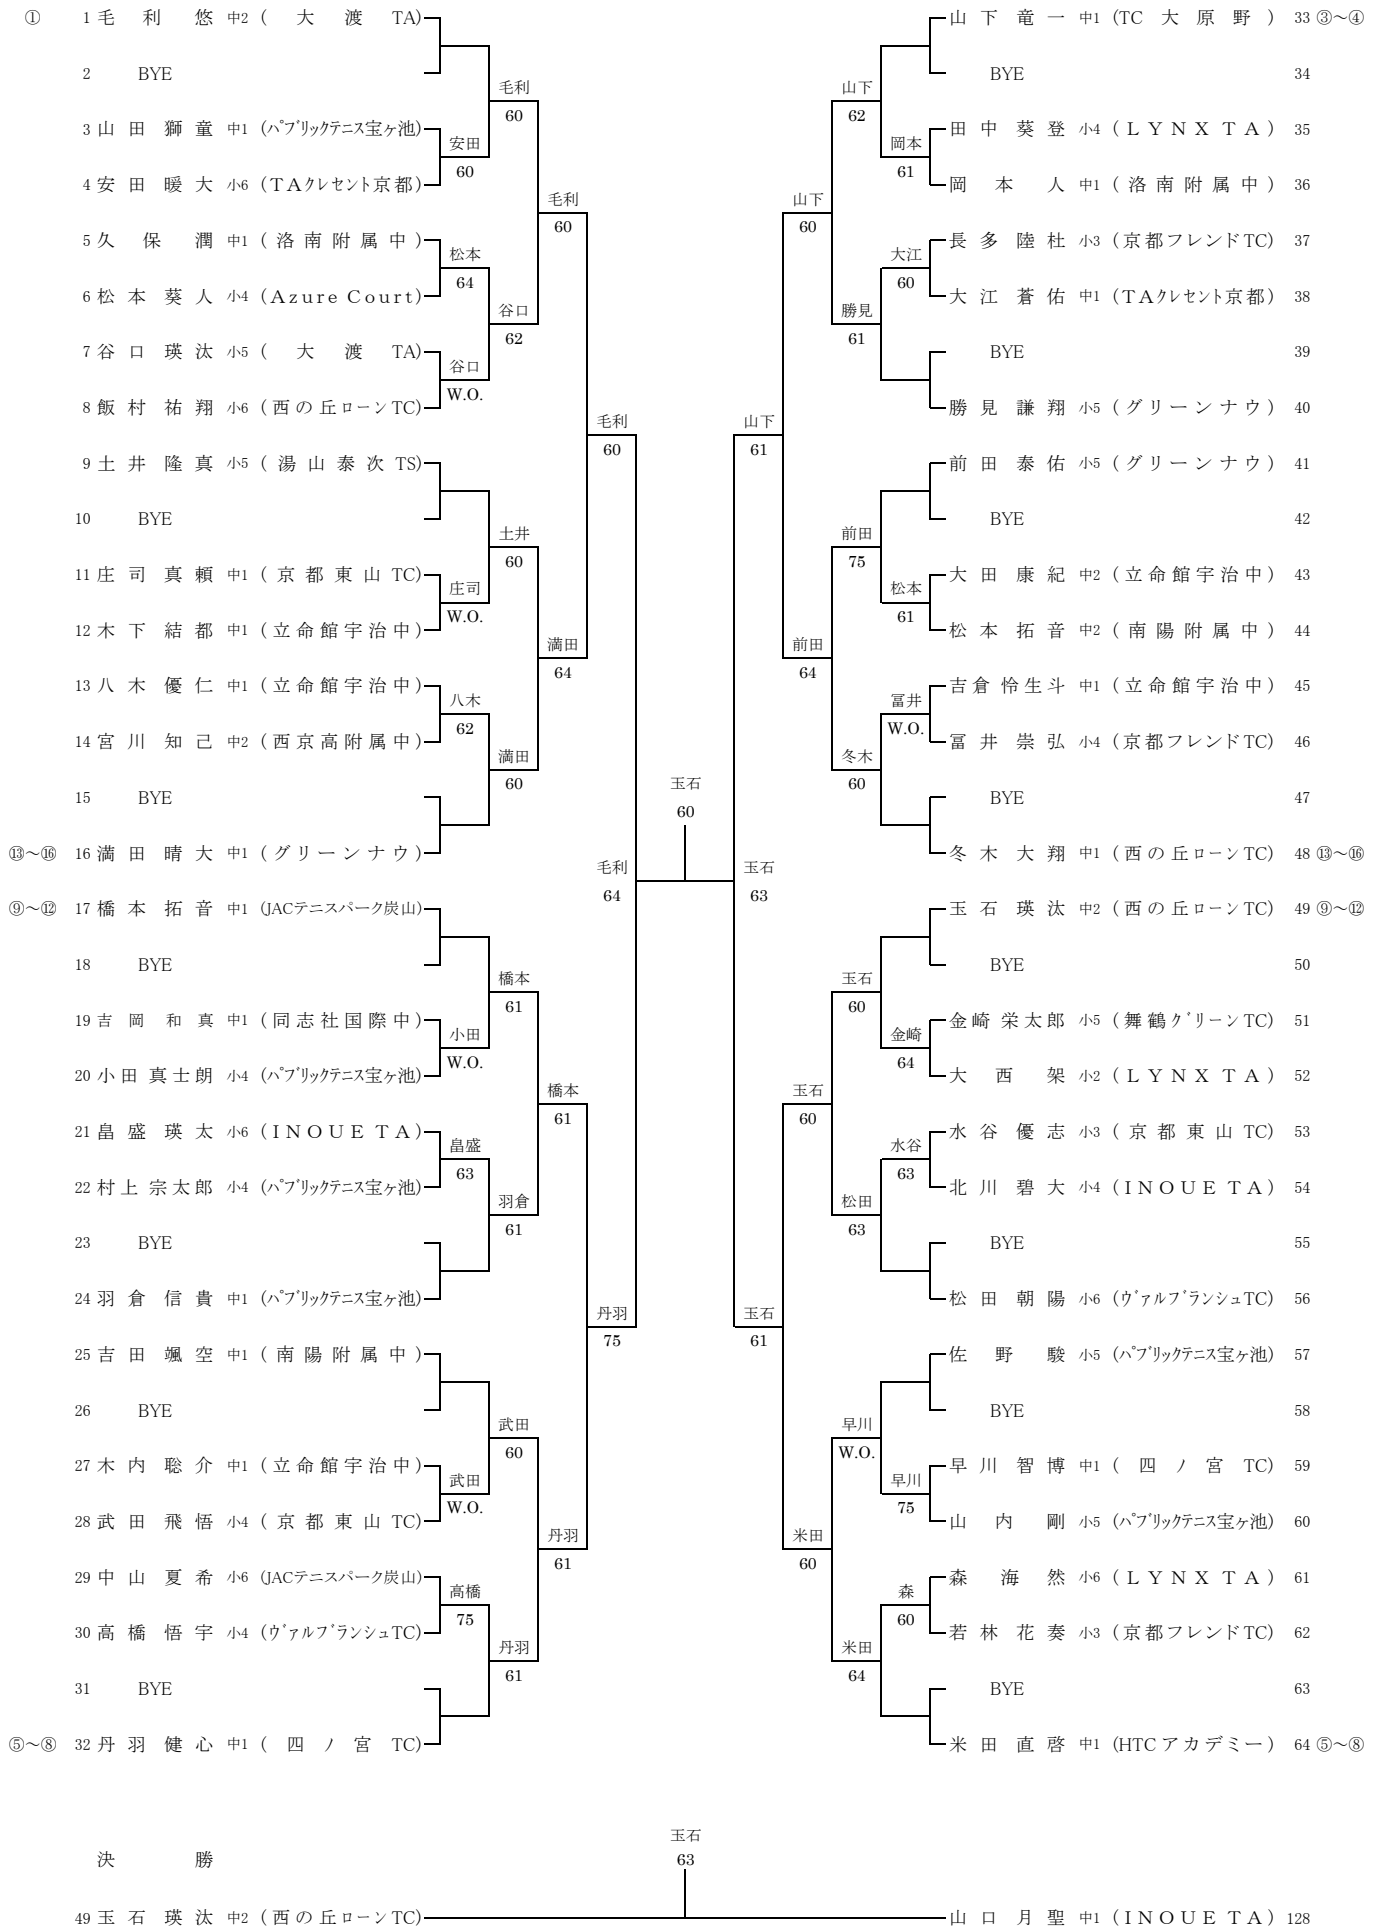 ① 1 毛利 悠 中2 (大渡 TA)
2 BYE
3 山田獅童 中1 (パブリックテニス宝ヶ池)
4 安田暖大 小6 (TAクレセント京都)
5 久保 潤 中1 (洛南附属中)
6 松本葵人 小4 (Azure Court)
7 谷口瑛汰 小5 (大渡 TA)
8 飯村祐翔 小6 (西の丘ローンTC)
9 土井隆真 小5 (湯山泰次 TS)
10 BYE
11 庄司真頼 中1 (京都東山 TC)
12 木下結都 中1 (立命館宇治中)
13 八木優仁 中1 (立命館宇治中)
14 宮川知己 中2 (西京高附属中)
15 BYE
⑬～⑯ 16 満田晴大 中1 (グリーンナウ)
⑨～⑫ 17 橋本拓音 中1 (JACテニスパーク炭山)
18 BYE
19 吉岡和真 中1 (同志社国際中)
20 小田真士朗 小4 (パブリックテニス宝ヶ池)
21 畠盛瑛太 小6 (INOUE TA)
22 村上宗太郎 小4 (パブリックテニス宝ヶ池)
23 BYE
24 羽倉信貴 中1 (パブリックテニス宝ヶ池)
25 吉田颯空 中1 (南陽附属中)
26 BYE
27 木内聡介 中1 (立命館宇治中)
28 武田飛悟 小4 (京都東山 TC)
29 中山夏希 小6 (JACテニスパーク炭山)
30 高橋悟宇 小4 (ヴァルブランシュTC)
31 BYE
⑤～⑧ 32 丹羽健心 中1 (四ノ宮 TC)
安田
60
松本
64
谷口
W.O.
庄司
W.O.
八木
62
小田
W.O.
畠盛
63
武田
W.O.
高橋
75
毛利
60
谷口
62
土井
60
満田
60
橋本
61
羽倉
61
武田
60
丹羽
61
毛利
60
満田
64
橋本
61
丹羽
61
毛利
60
丹羽
75
毛利
64
玉石
60
玉石
63
山下
61
玉石
61
山下
60
前田
64
玉石
60
米田
60
山下
62
勝見
61
前田
75
冬木
60
玉石
60
松田
63
早川
W.O.
米田
64
岡本
61
大江
60
松本
61
冨井
W.O.
金崎
64
水谷
63
早川
75
森
60
山下竜一 中1 (TC 大原野) 33 ③～④
BYE 34
田中葵登 小4 (LYNX TA) 35
岡本 人 中1 (洛南附属中) 36
長多陸杜 小3 (京都フレンドTC) 37
大江蒼佑 中1 (TAクレセント京都) 38
BYE 39
勝見謙翔 小5 (グリーンナウ) 40
前田泰佑 小5 (グリーンナウ) 41
BYE 42
大田康紀 中2 (立命館宇治中) 43
松本拓音 中2 (南陽附属中) 44
吉倉怜生斗 中1 (立命館宇治中) 45
冨井崇弘 小4 (京都フレンドTC) 46
BYE 47
冬木大翔 中1 (西の丘ローンTC) 48 ⑬～⑯
玉石瑛汰 中2 (西の丘ローンTC) 49 ⑨～⑫
BYE 50
金崎栄太郎 小5 (舞鶴グリーンTC) 51
大西 架 小2 (LYNX TA) 52
水谷優志 小3 (京都東山 TC) 53
北川碧大 小4 (INOUE TA) 54
BYE 55
松田朝陽 小6 (ヴァルブランシュTC) 56
佐野 駿 小5 (パブリックテニス宝ヶ池) 57
BYE 58
早川智博 中1 (四ノ宮 TC) 59
山内 剛 小5 (パブリックテニス宝ヶ池) 60
森 海然 小6 (LYNX TA) 61
若林花奏 小3 (京都フレンドTC) 62
BYE 63
米田直啓 中1 (HTCアカデミー) 64 ⑤～⑧
決 勝
玉石
63
49 玉石瑛汰 中2 (西の丘ローンTC)
山口月聖 中1 (INOUE TA) 128